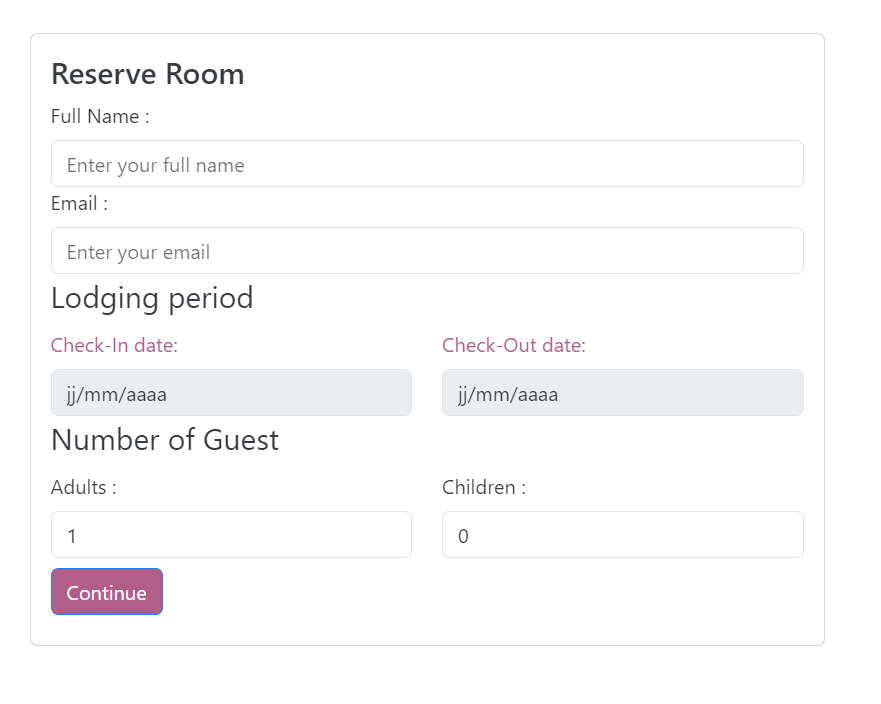 Reserve Room
Full Name :
Enter your full name
Email :
Enter your email
Lodging period
Check-In date: Check-Out date:
jj/mm/aaaa jj/mm/aaaa
Number of Guest
Adults : Children :
1 0
Continue